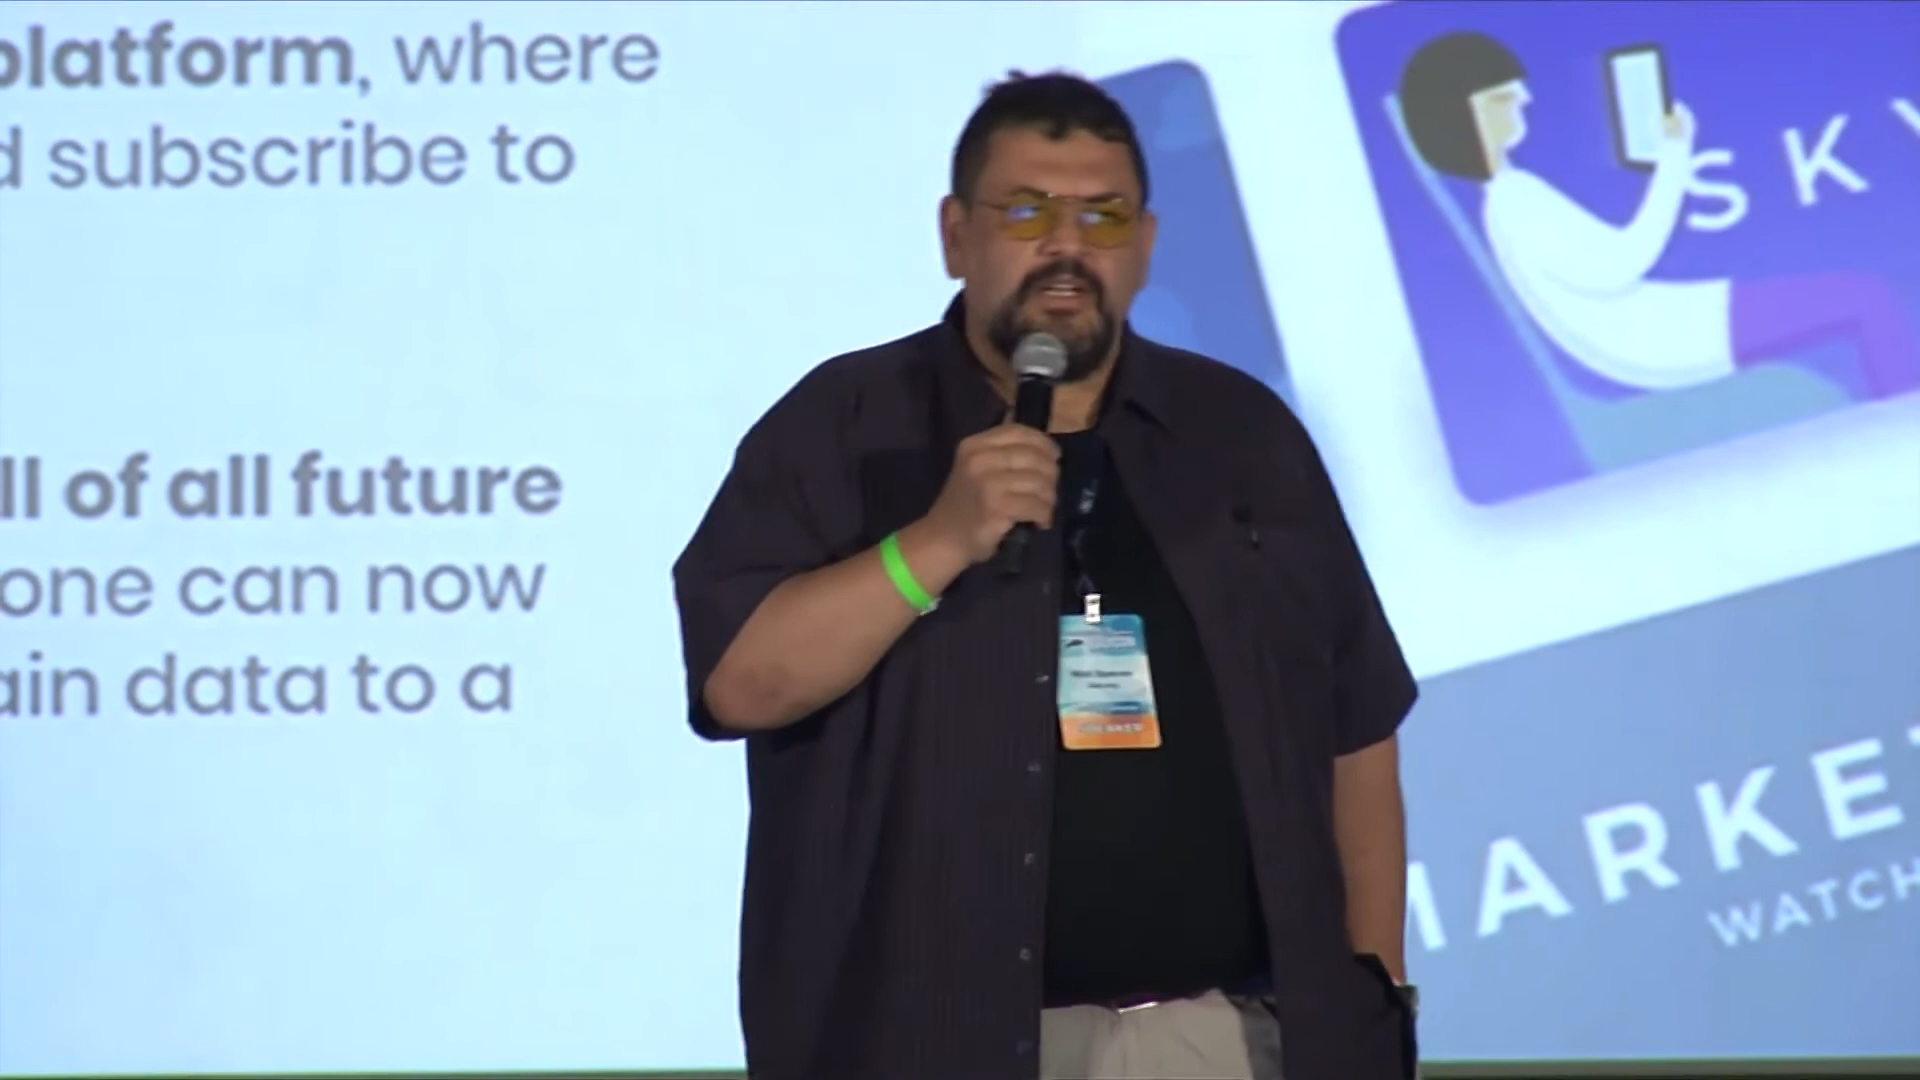 platform, where
d subscribe to
ll of all future
one can now
ain data to a
SKY
MARKET
WATCH